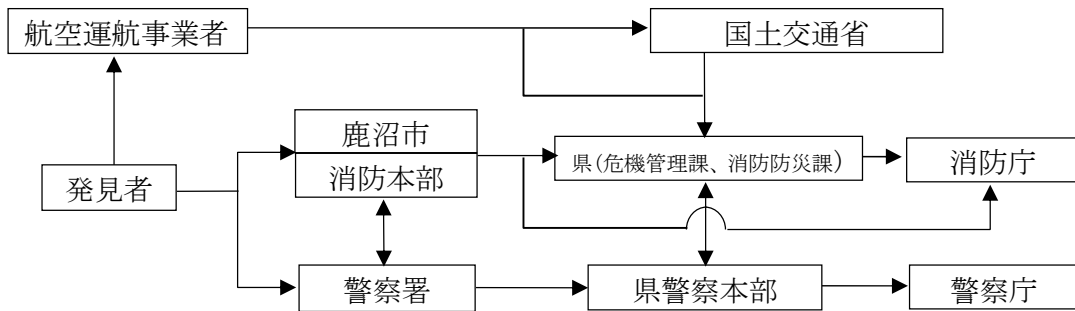 航空運航事業者
国土交通省
鹿沼市
消防本部
県（危機管理課、消防防災課）
消防庁
発見者
警察署
県警察本部
警察庁